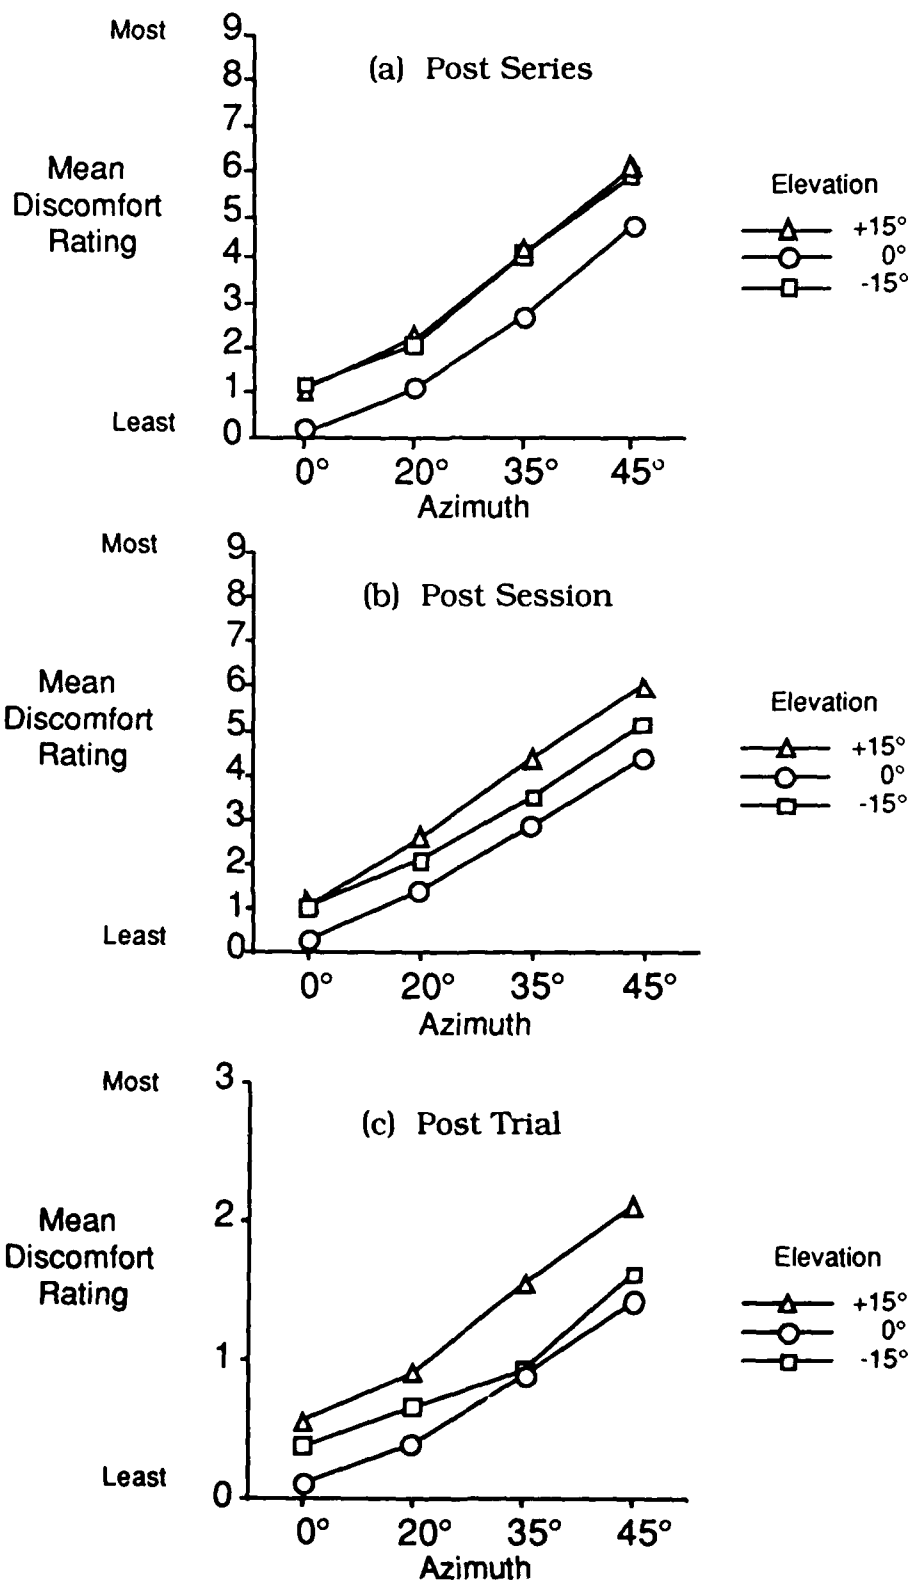 Most 9
(a) Post Series
8
7
Mean
Discomfort
Rating
6
5
4
3
2
1
Least 0
Elevation
+15°
0°
-15°
0° 20° 35° 45°
Azimuth
Most 9
(b) Post Session
8
7
Mean
Discomfort
Rating
6
5
4
3
2
1
Least 0
Elevation
+15°
0°
-15°
0° 20° 35° 45°
Azimuth
Most 3
(c) Post Trial
Mean
Discomfort
Rating
2
1
Least 0
Elevation
+15°
0°
-15°
0° 20° 35° 45°
Azimuth